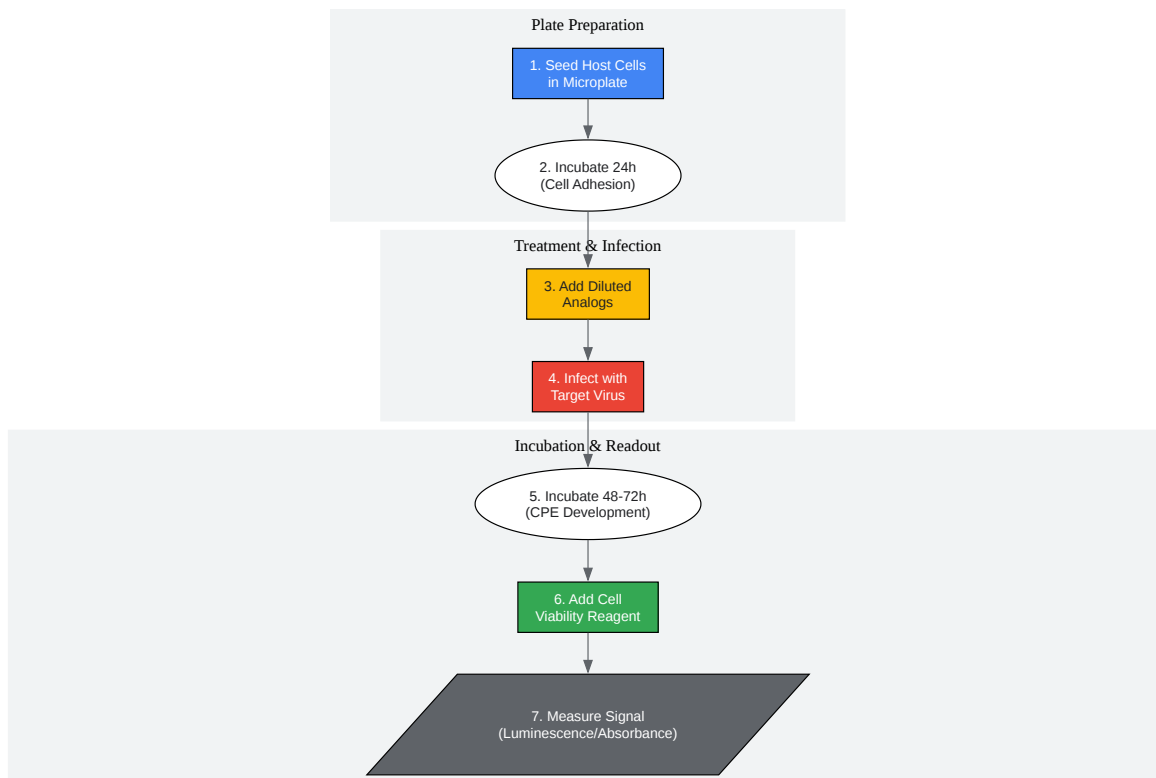 Plate Preparation
1. Seed Host Cells
in Microplate
2. Incubate 24h
(Cell Adhesion)
Treatment & Infection
3. Add Diluted
Analogs
4. Infect with
Target Virus
Incubation & Readout
5. Incubate 48-72h
(CPE Development)
6. Add Cell
Viability Reagent
7. Measure Signal
(Luminescence/Absorbance)